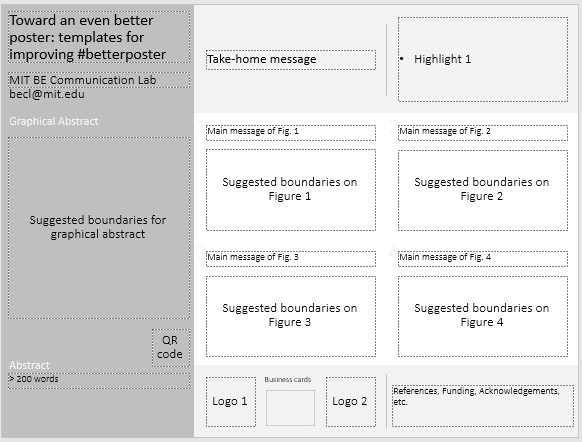 Toward an even better
poster: templates for
improving #betterposter
MIT BE Communication Lab
becl@mit.edu
Graphical Abstract
Suggested boundaries for
graphical abstract
QR
code
Abstract
> 200 words
Take-home message
• Highlight 1
1 Main message of Fig. 1
Suggested boundaries on
Figure 1
2 Main message of Fig. 2
Suggested boundaries on
Figure 2
3 Main message of Fig. 3
Suggested boundaries on
Figure 3
4 Main message of Fig. 4
Suggested boundaries on
Figure 4
Logo 1
Business cards
Logo 2
References, Funding, Acknowledgements,
etc.